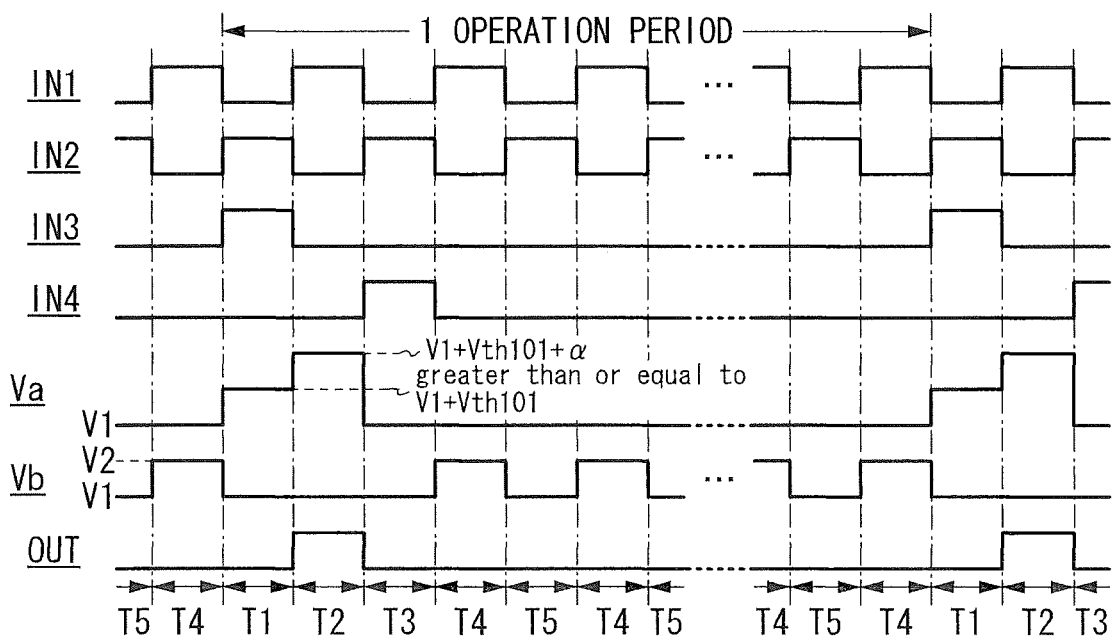 1 OPERATION PERIOD
IN1
...
IN2
...
IN3
IN4
V1+Vth101+α
greater than or equal to
V1+Vth101
Va
V1
V2
Vb
V1
...
OUT
T5 T4 T1 T2 T3 T4 T5 T4 T5 T4 T5 T4 T1 T2 T3